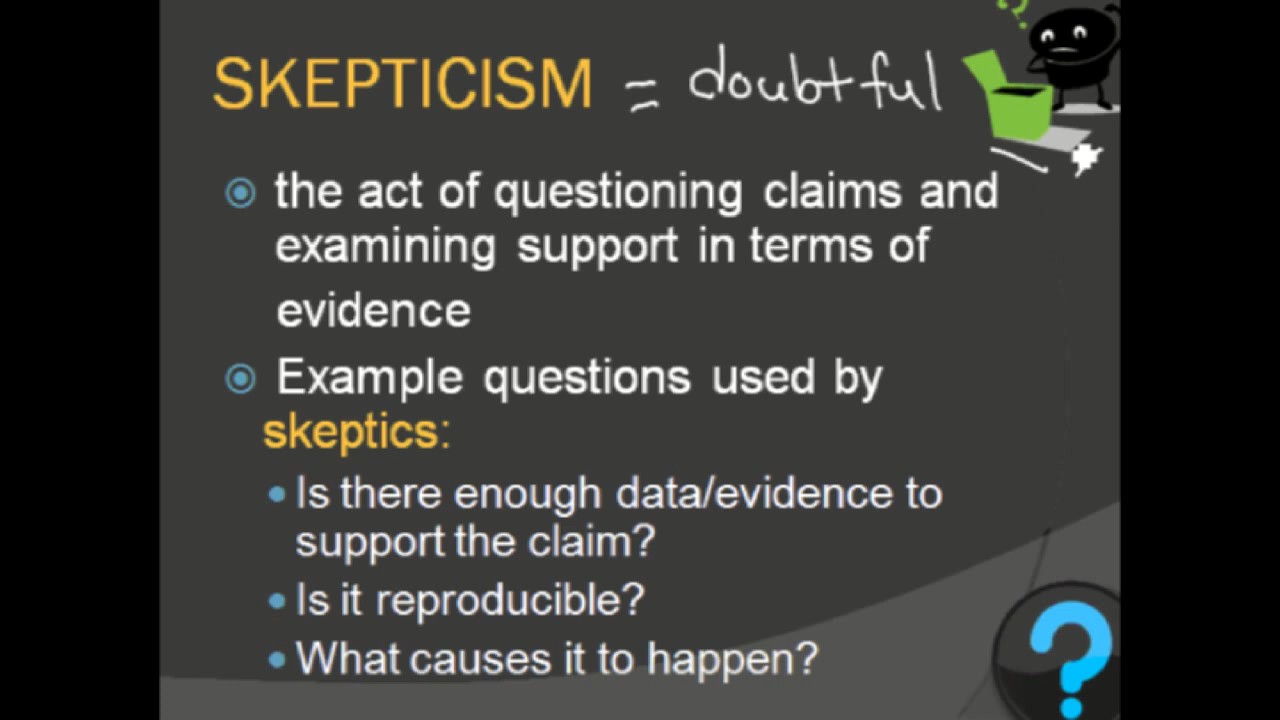 SKEPTICISM = doubtful
?
the act of questioning claims and
examining support in terms of
evidence
Example questions used by
skeptics:
Is there enough data/evidence to
support the claim?
Is it reproducible?
What causes it to happen?
?